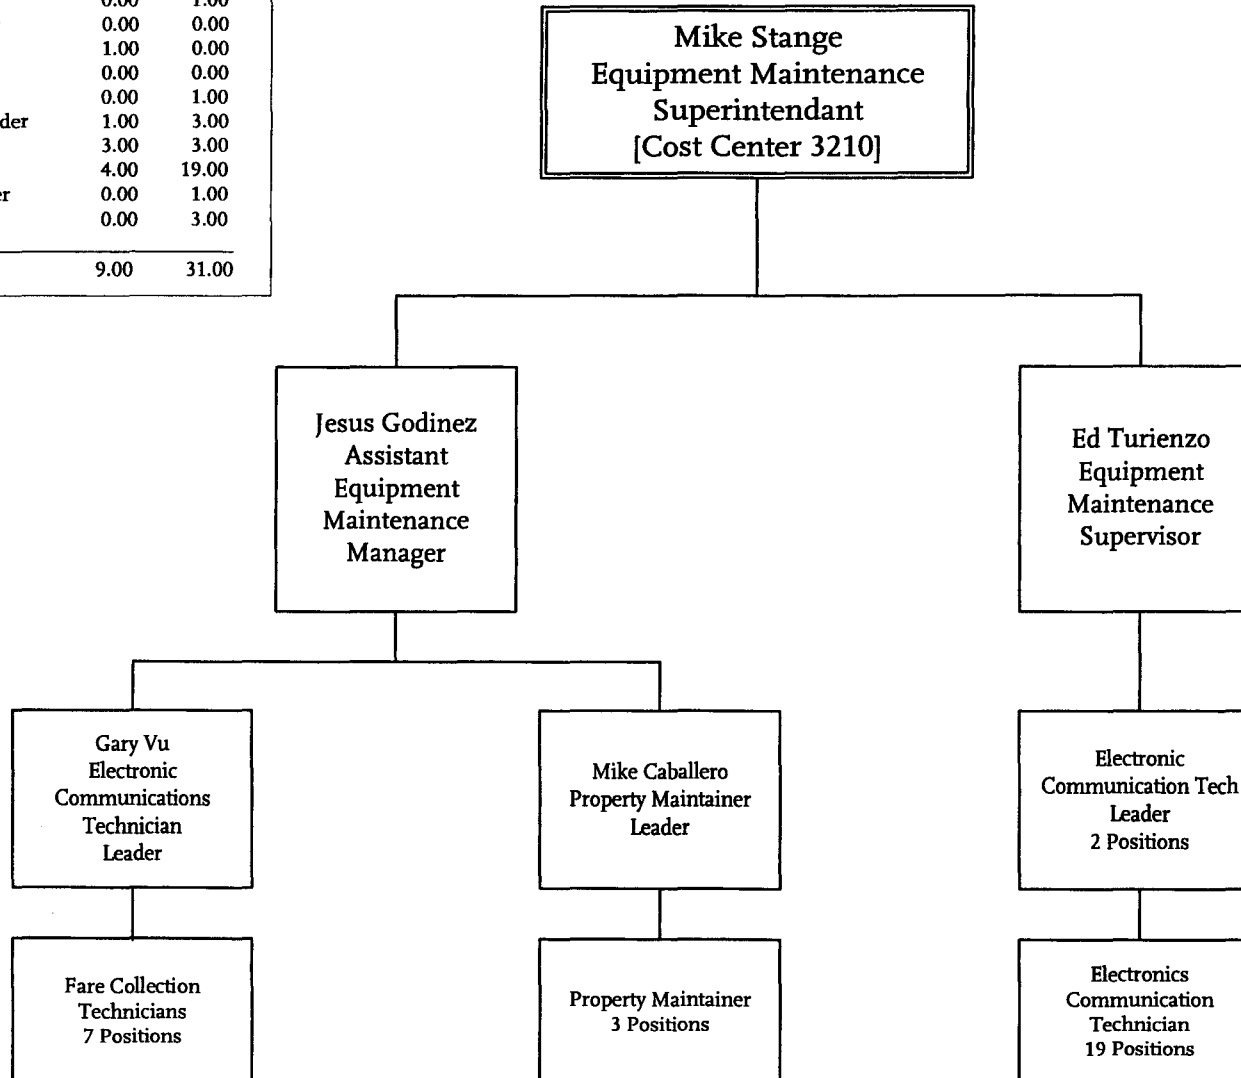 0.00 1.00
0.00 0.00
1.00 0.00
0.00 0.00
0.00 1.00
der 1.00 3.00
3.00 3.00
4.00 19.00
er 0.00 1.00
0.00 3.00
9.00 31.00
Mike Stange
Equipment Maintenance
Superintendant
[Cost Center 3210]
Jesus Godinez
Assistant
Equipment
Maintenance
Manager
Ed Turienzo
Equipment
Maintenance
Supervisor
Gary Vu
Electronic
Communications
Technician
Leader
Mike Caballero
Property Maintainer
Leader
Electronic
Communication Tech
Leader
2 Positions
Fare Collection
Technicians
7 Positions
Property Maintainer
3 Positions
Electronics
Communication
Technician
19 Positions